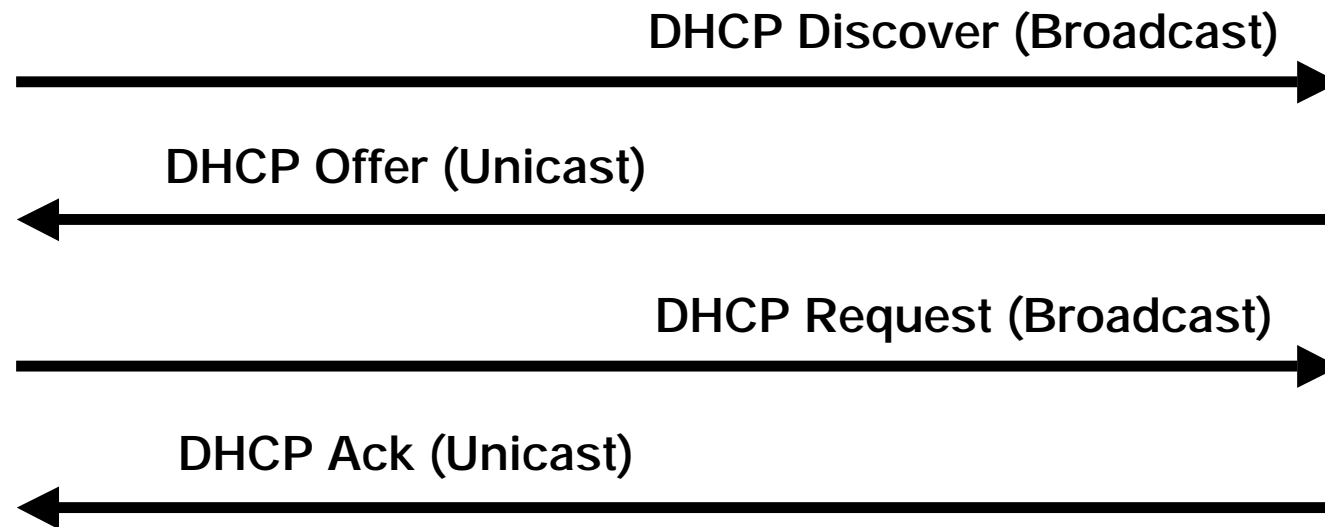 DHCP Discover (Broadcast)
DHCP Offer (Unicast)
DHCP Request (Broadcast)
DHCP Ack (Unicast)